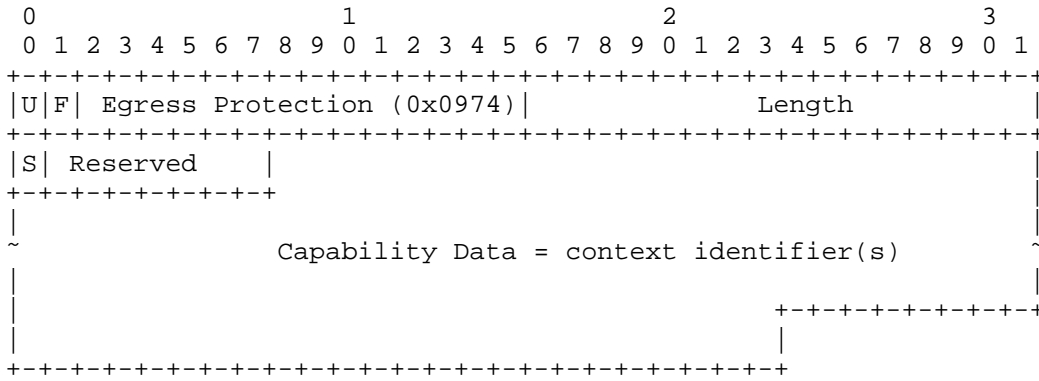 0                   1                   2                   3
 0 1 2 3 4 5 6 7 8 9 0 1 2 3 4 5 6 7 8 9 0 1 2 3 4 5 6 7 8 9 0 1
+-+-+-+-+-+-+-+-+-+-+-+-+-+-+-+-+-+-+-+-+-+-+-+-+-+-+-+-+-+-+-+-+
|U|F| Egress Protection (0x0974)|              Length           |
+-+-+-+-+-+-+-+-+-+-+-+-+-+-+-+-+-+-+-+-+-+-+-+-+-+-+-+-+-+-+-+-+
|S| Reserved    |                                               |
+-+-+-+-+-+-+-+-+                                               |
|                                                               |
~                Capability Data = context identifier(s)        ~
|                                                               |
|                                               +-+-+-+-+-+-+-+-+
|                                               |
+-+-+-+-+-+-+-+-+-+-+-+-+-+-+-+-+-+-+-+-+-+-+-+-+